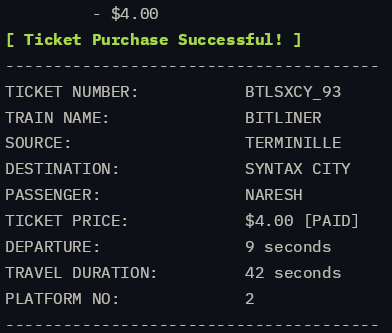 - $4.00
[ Ticket Purchase Successful! ]
---------------------------------------
TICKET NUMBER: BTLSXCY_93
TRAIN NAME: BITLINER
SOURCE: TERMINILLE
DESTINATION: SYNTAX CITY
PASSENGER: NARESH
TICKET PRICE: $4.00 [PAID]
DEPARTURE: 9 seconds
TRAVEL DURATION: 42 seconds
PLATFORM NO: 2
---------------------------------------